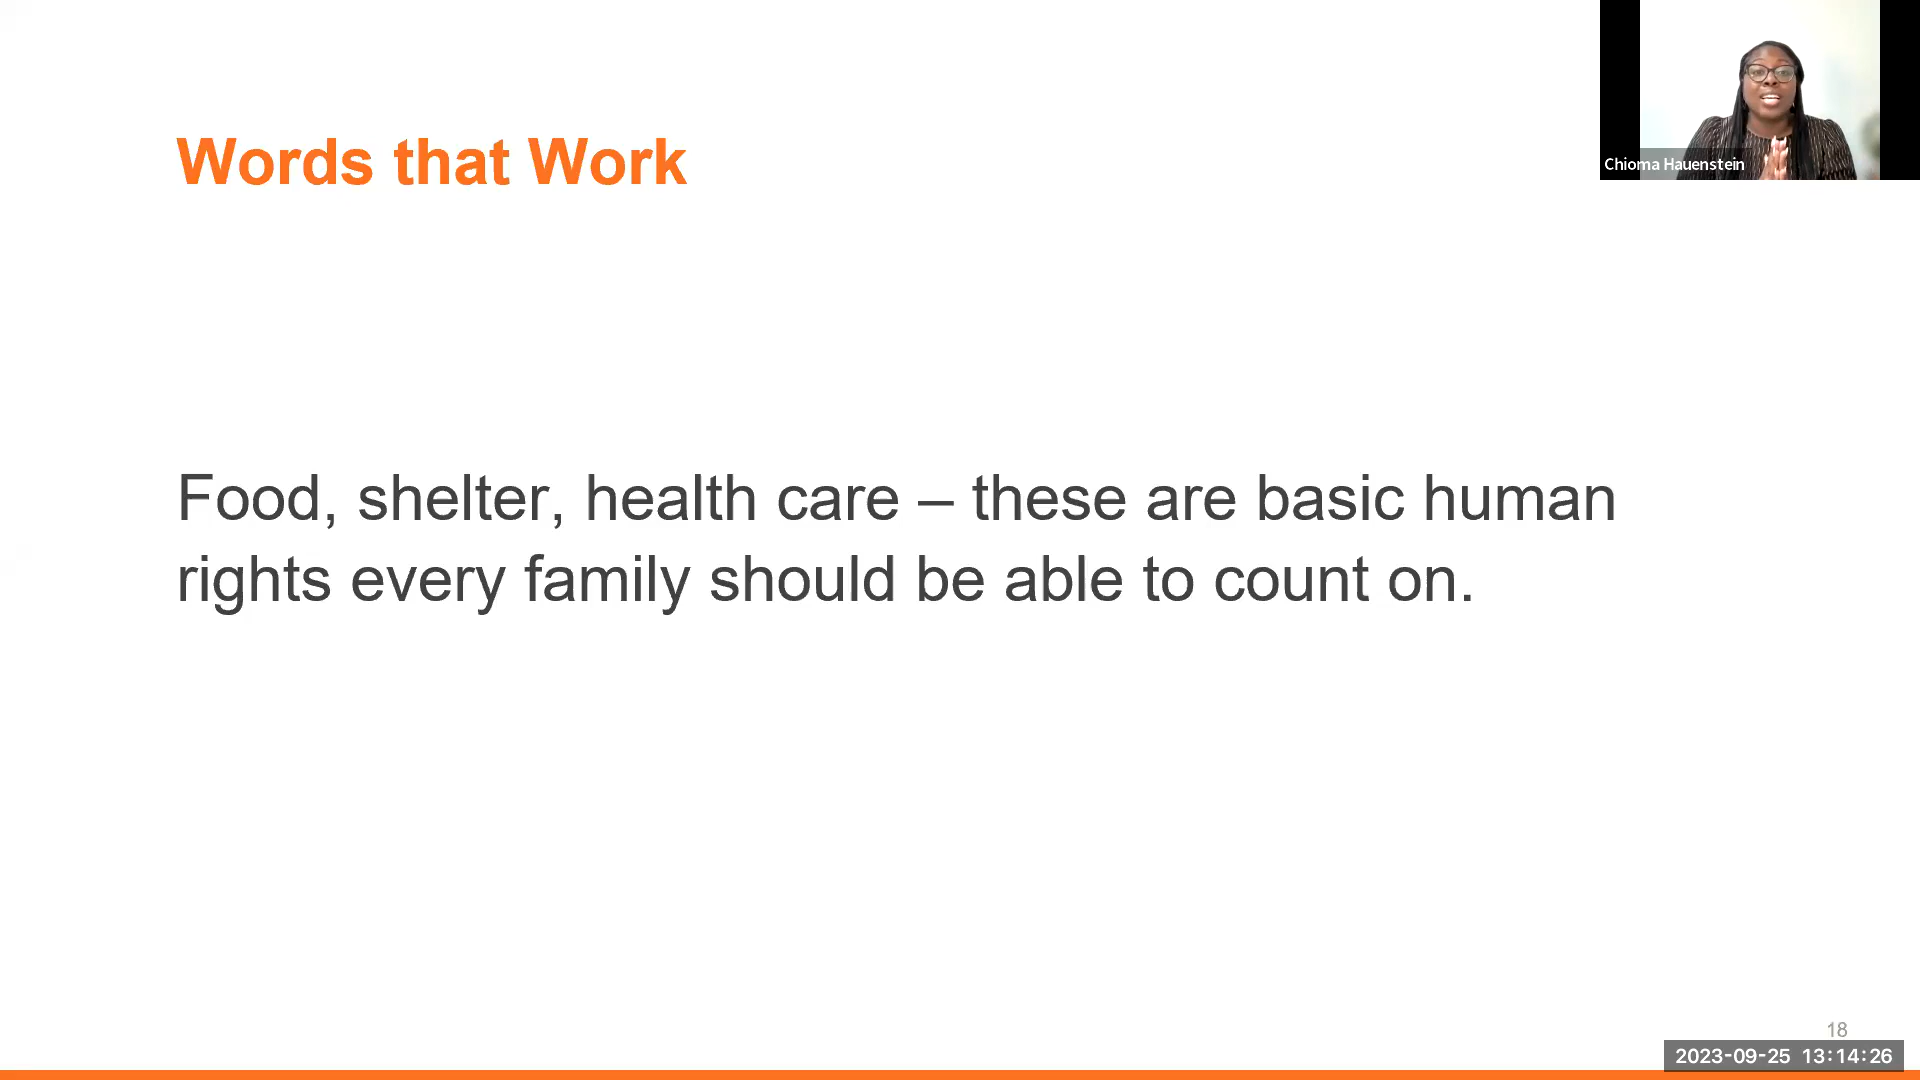 Words that Work
Chioma Hauenstein
Food, shelter, health care – these are basic human
rights every family should be able to count on.
18
2023-09-25 13:14:26